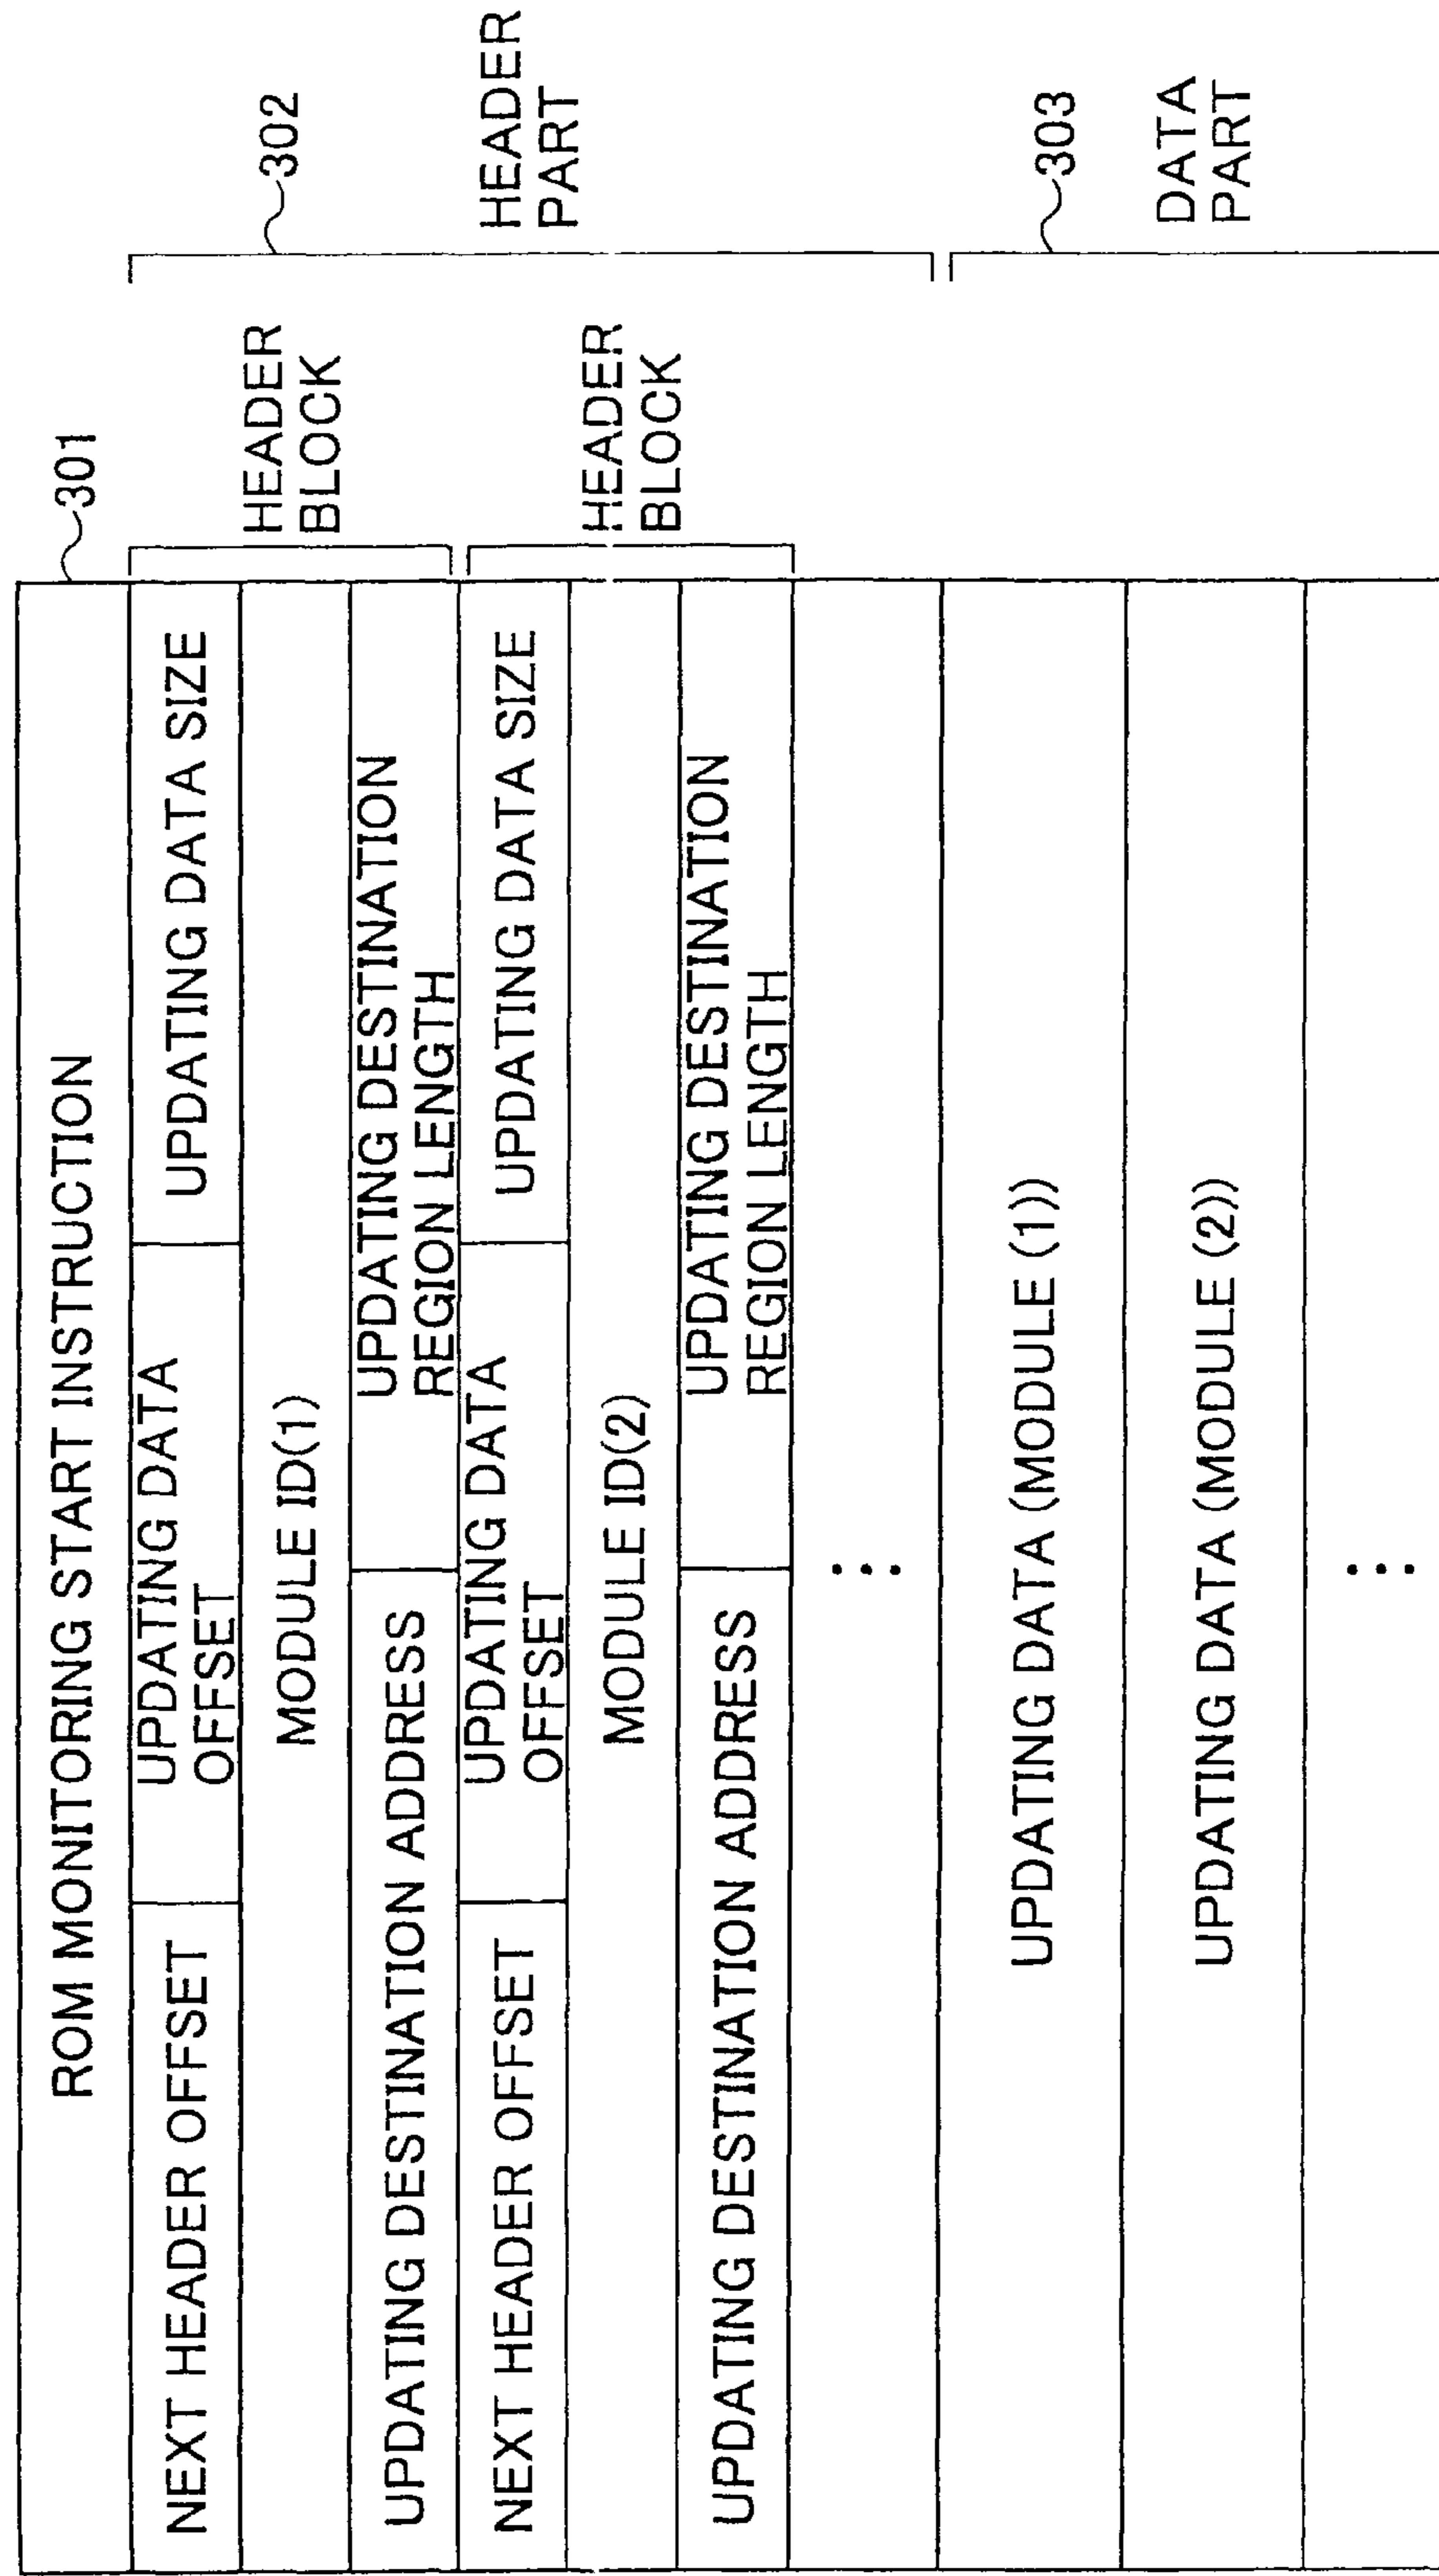 ROM MONITORING START INSTRUCTION
301
NEXT HEADER OFFSET
UPDATING DATA
OFFSET
UPDATING DATA SIZE
MODULE ID(1)
UPDATING DESTINATION ADDRESS
UPDATING DESTINATION
REGION LENGTH
HEADER
BLOCK
302
HEADER
PART
NEXT HEADER OFFSET
UPDATING DATA
OFFSET
UPDATING DATA SIZE
MODULE ID(2)
UPDATING DESTINATION ADDRESS
UPDATING DESTINATION
REGION LENGTH
HEADER
BLOCK
...
UPDATING DATA (MODULE (1))
303
UPDATING DATA (MODULE (2))
DATA
PART
...